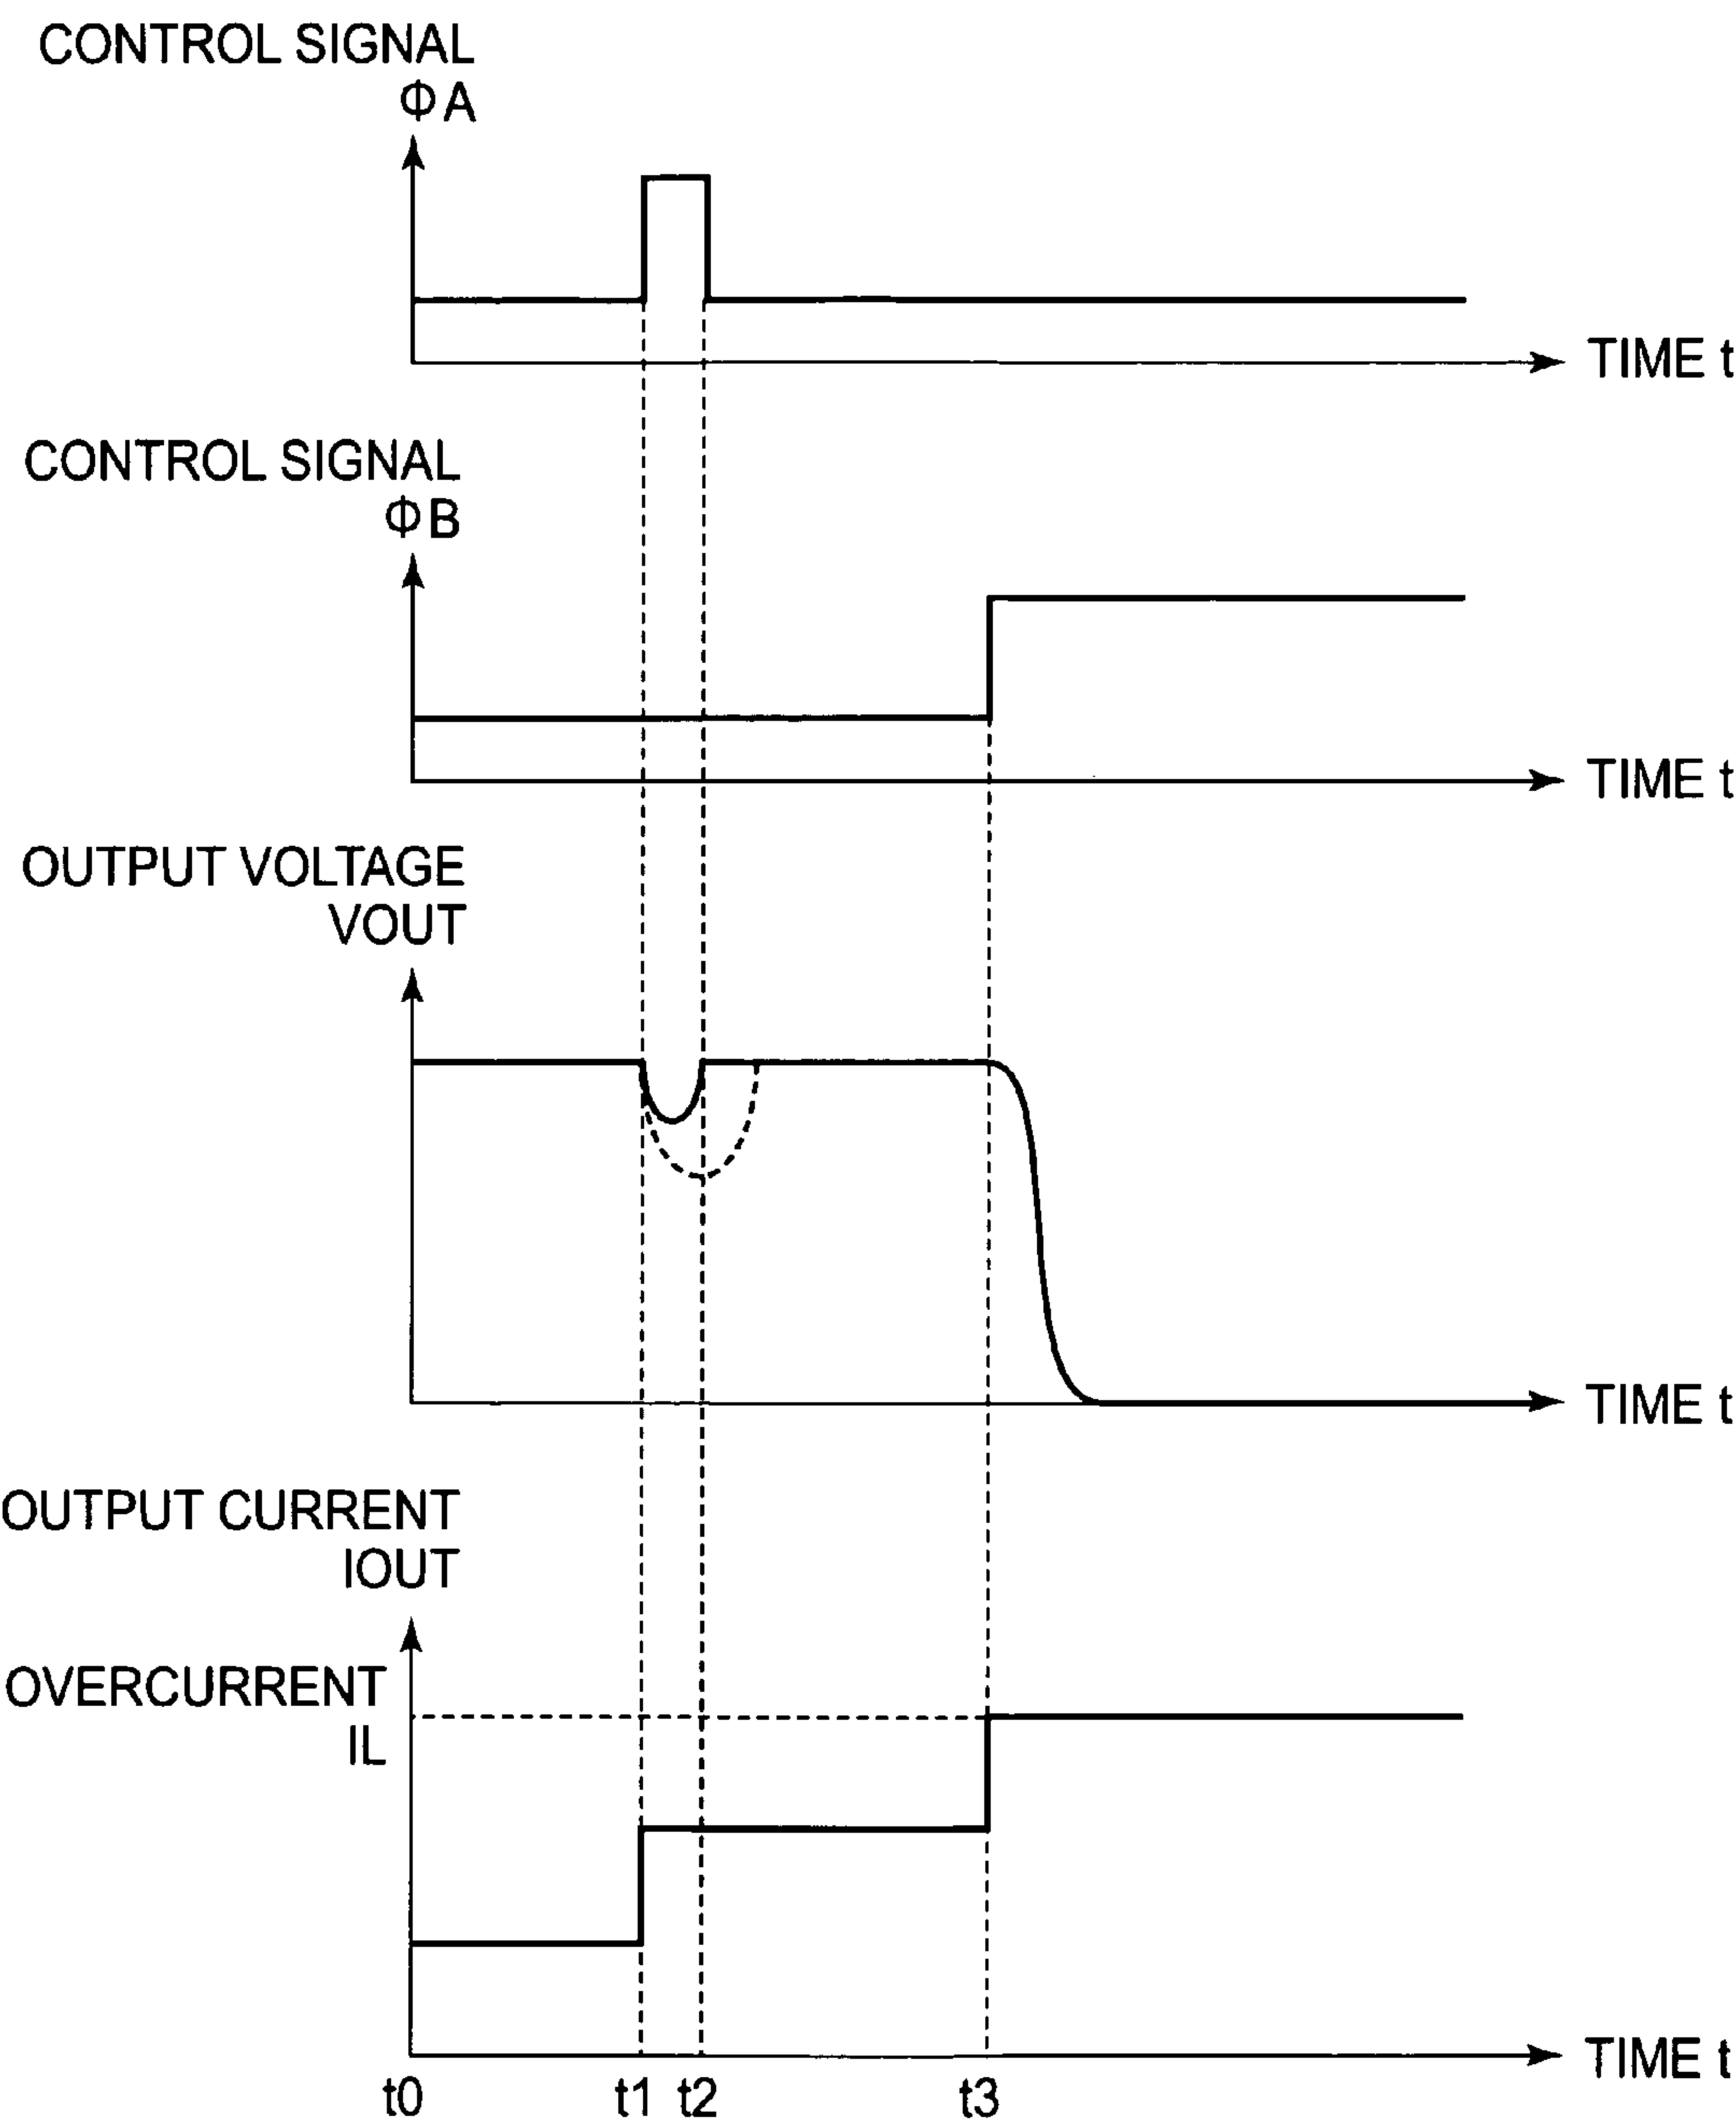 CONTROL SIGNAL
ΦA
TIME t
CONTROL SIGNAL
ΦB
TIME t
OUTPUT VOLTAGE
VOUT
TIME t
OUTPUT CURRENT
IOUT
OVERCURRENT
IL
TIME t
t0 t1 t2 t3